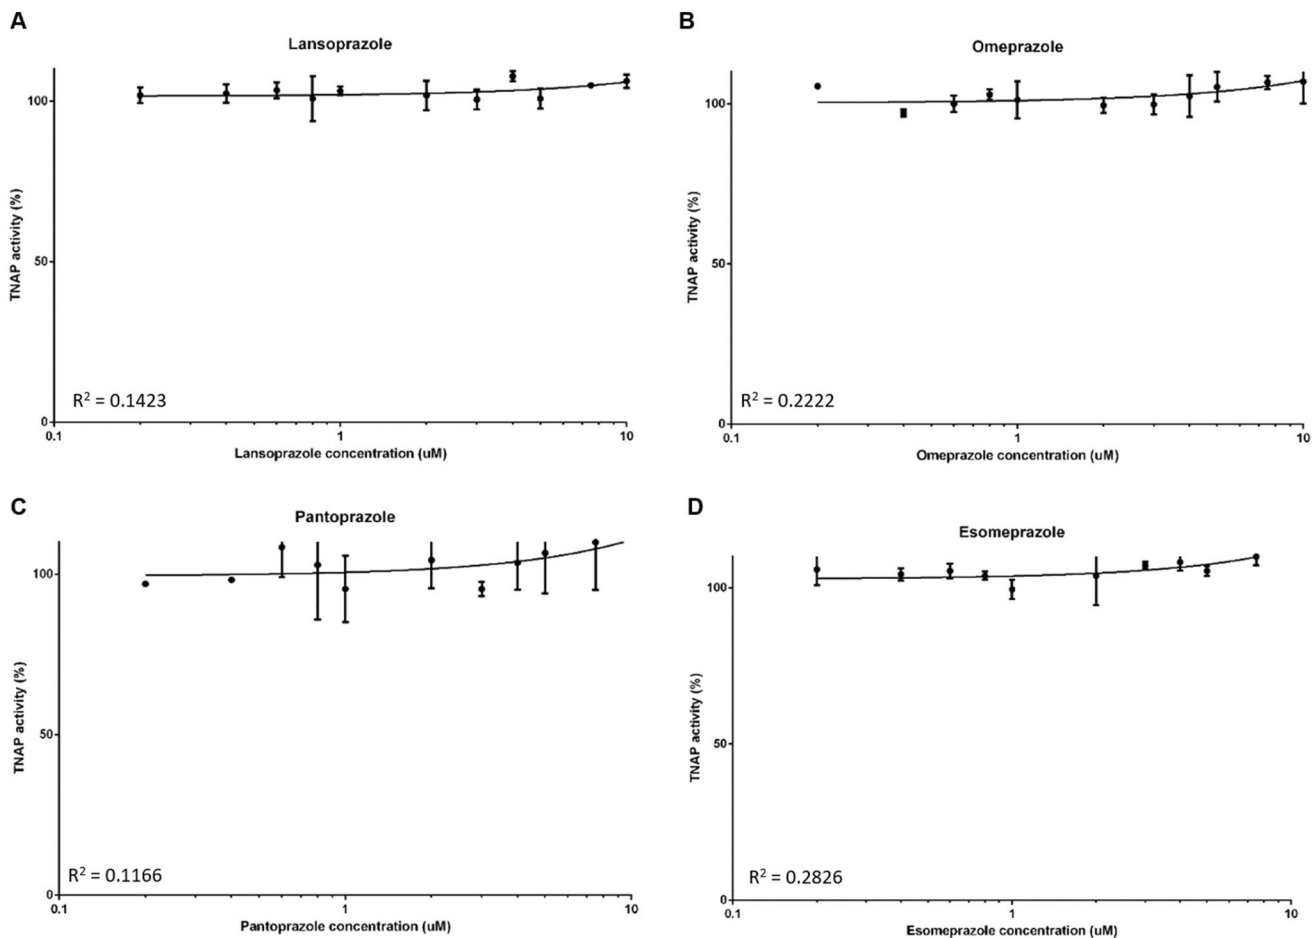 A
Lansoprazole
TNAP activity (%)
100
50
0
R² = 0.1423
0.1
1
10
Lansoprazole concentration (uM)
B
Omeprazole
TNAP activity (%)
100
50
0
R² = 0.2222
0.1
1
10
Omeprazole concentration (uM)
C
Pantoprazole
TNAP activity (%)
100
50
0
R² = 0.1166
0.1
1
10
Pantoprazole concentration (uM)
D
Esomeprazole
TNAP activity (%)
100
50
0
R² = 0.2826
0.1
1
10
Esomeprazole concentration (uM)